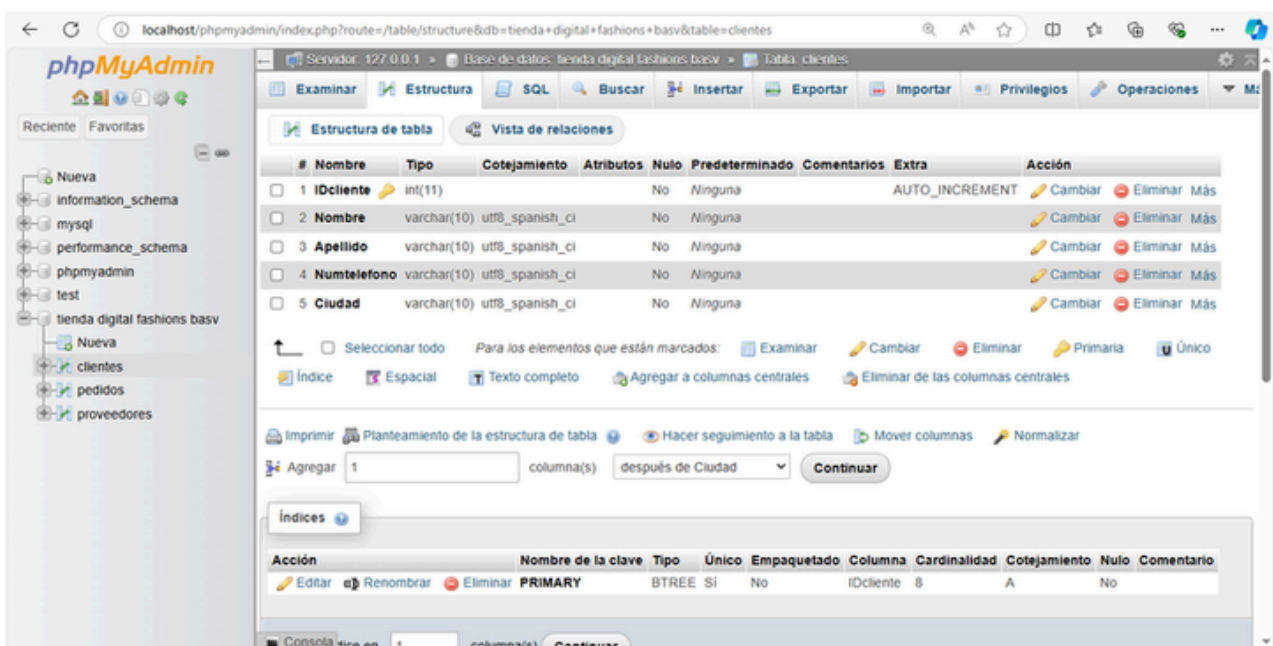 localhost/phpmyadmin/index.php?route=/table/structure&db=tienda+digital+fashions+basv&table=clientes
phpMyAdmin
Reciente Favoritas
Nueva
information_schema
mysql
performance_schema
phpmyadmin
test
tienda digital fashions basv
Nueva
clientes
pedidos
proveedores
Servidor: 127.0.0.1 » Base de datos: tienda digital fashions basv » Tabla: clientes
Examinar Estructura SQL Buscar Insertar Exportar Importar Privilegios Operaciones
Estructura de tabla Vista de relaciones
# Nombre Tipo Cotejamiento Atributos Nulo Predeterminado Comentarios Extra Acción
1 IDcliente int(11) No Ninguna AUTO_INCREMENT Cambiar Eliminar Más
2 Nombre varchar(10) utf8_spanish_ci No Ninguna Cambiar Eliminar Más
3 Apellido varchar(10) utf8_spanish_ci No Ninguna Cambiar Eliminar Más
4 Numtelefono varchar(10) utf8_spanish_ci No Ninguna Cambiar Eliminar Más
5 Ciudad varchar(10) utf8_spanish_ci No Ninguna Cambiar Eliminar Más
Seleccionar todo Para los elementos que están marcados: Examinar Cambiar Eliminar Primaria Único
Índice Espacial Texto completo Agregar a columnas centrales Eliminar de las columnas centrales
Imprimir Planteamiento de la estructura de tabla Hacer seguimiento a la tabla Mover columnas Normalizar
Agregar 1 columna(s) después de Ciudad Continuar
Índices
Acción Nombre de la clave Tipo Único Empaquetado Columna Cardinalidad Cotejamiento Nulo Comentario
Editar Renombrar Eliminar PRIMARY BTREE Sí No IDcliente 8 A No
Consola en 1 columna(s) Continuar